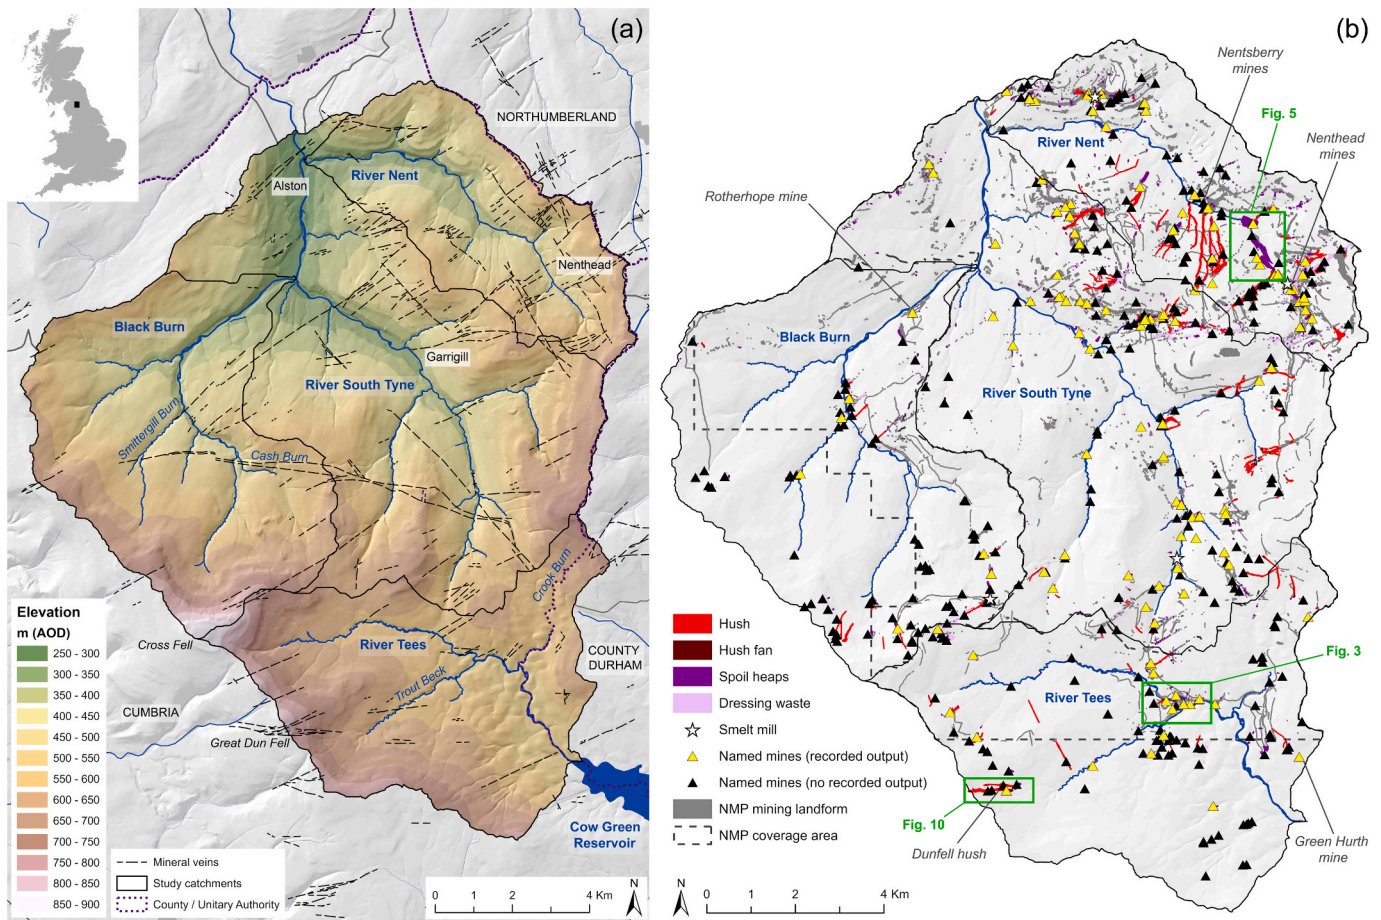 (a)
NORTHUMBERLAND
Alston
River Nent
Nenthead
Black Burn
Garrigill
River South Tyne
Smittergill Burn
Cash Burn
Crook Burn
Elevation
m (AOD)
250 - 300
300 - 350
350 - 400
400 - 450
450 - 500
500 - 550
550 - 600
600 - 650
650 - 700
700 - 750
750 - 800
800 - 850
850 - 900
Cross Fell
River Tees
COUNTY
DURHAM
Trout Beck
CUMBRIA
Great Dun Fell
Cow Green
Reservoir
Mineral veins
Study catchments
County / Unitary Authority
0 2 4 Km
N
(b)
Nentsberry
mines
Fig. 5
River Nent
Nenthead
mines
Rotherhope mine
Black Burn
River South Tyne
Hush
Hush fan
Spoil heaps
Dressing waste
Smelt mill
Named mines (recorded output)
Named mines (no recorded output)
NMP mining landform
NMP coverage area
Fig. 3
River Tees
Fig. 10
Dunfell hush
Green Hurth
mine
N
0 2 4 Km